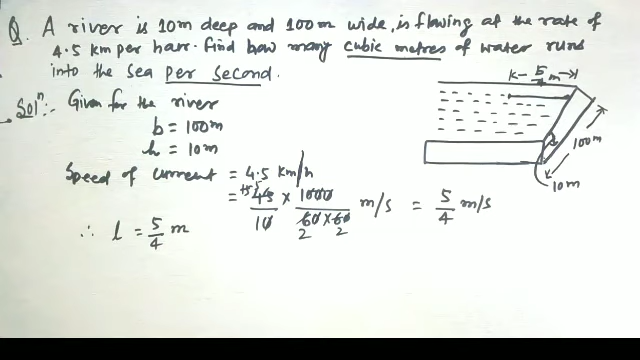 Q. A river is 10m deep and 100m wide, is flowing at the rate of
4.5 km per hour. find how many cubic metres of water runs
into the sea per second.
Solⁿ:- Given for the river
b = 100m
h = 10m
Speed of current = 4.5 km/h
= 45/10 × 1000/60×60 m/s = 5/4 m/s
∴ l = 5/4 m
5/4 m
100m
10m